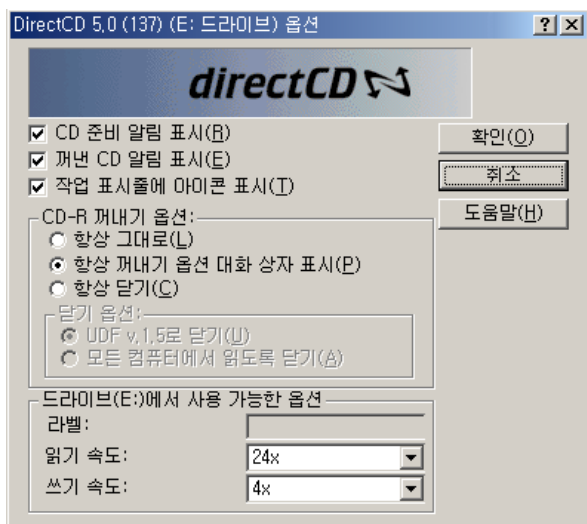 DirectCD 5,0 (137) (E: 드라이브) 옵션
directCD
CD 준비 알림 표시(R)
꺼낸 CD 알림 표시(E)
작업 표시줄에 아이콘 표시(T)
확인(O)
취소
도움말(H)
CD-R 꺼내기 옵션:
항상 그대로(L)
항상 꺼내기 옵션 대화 상자 표시(P)
항상 닫기(C)
닫기 옵션:
UDF v,1,5로 닫기(U)
모든 컴퓨터에서 읽도록 닫기(A)
드라이브(E:)에서 사용 가능한 옵션
라벨:
읽기 속도: 24x
쓰기 속도: 4x